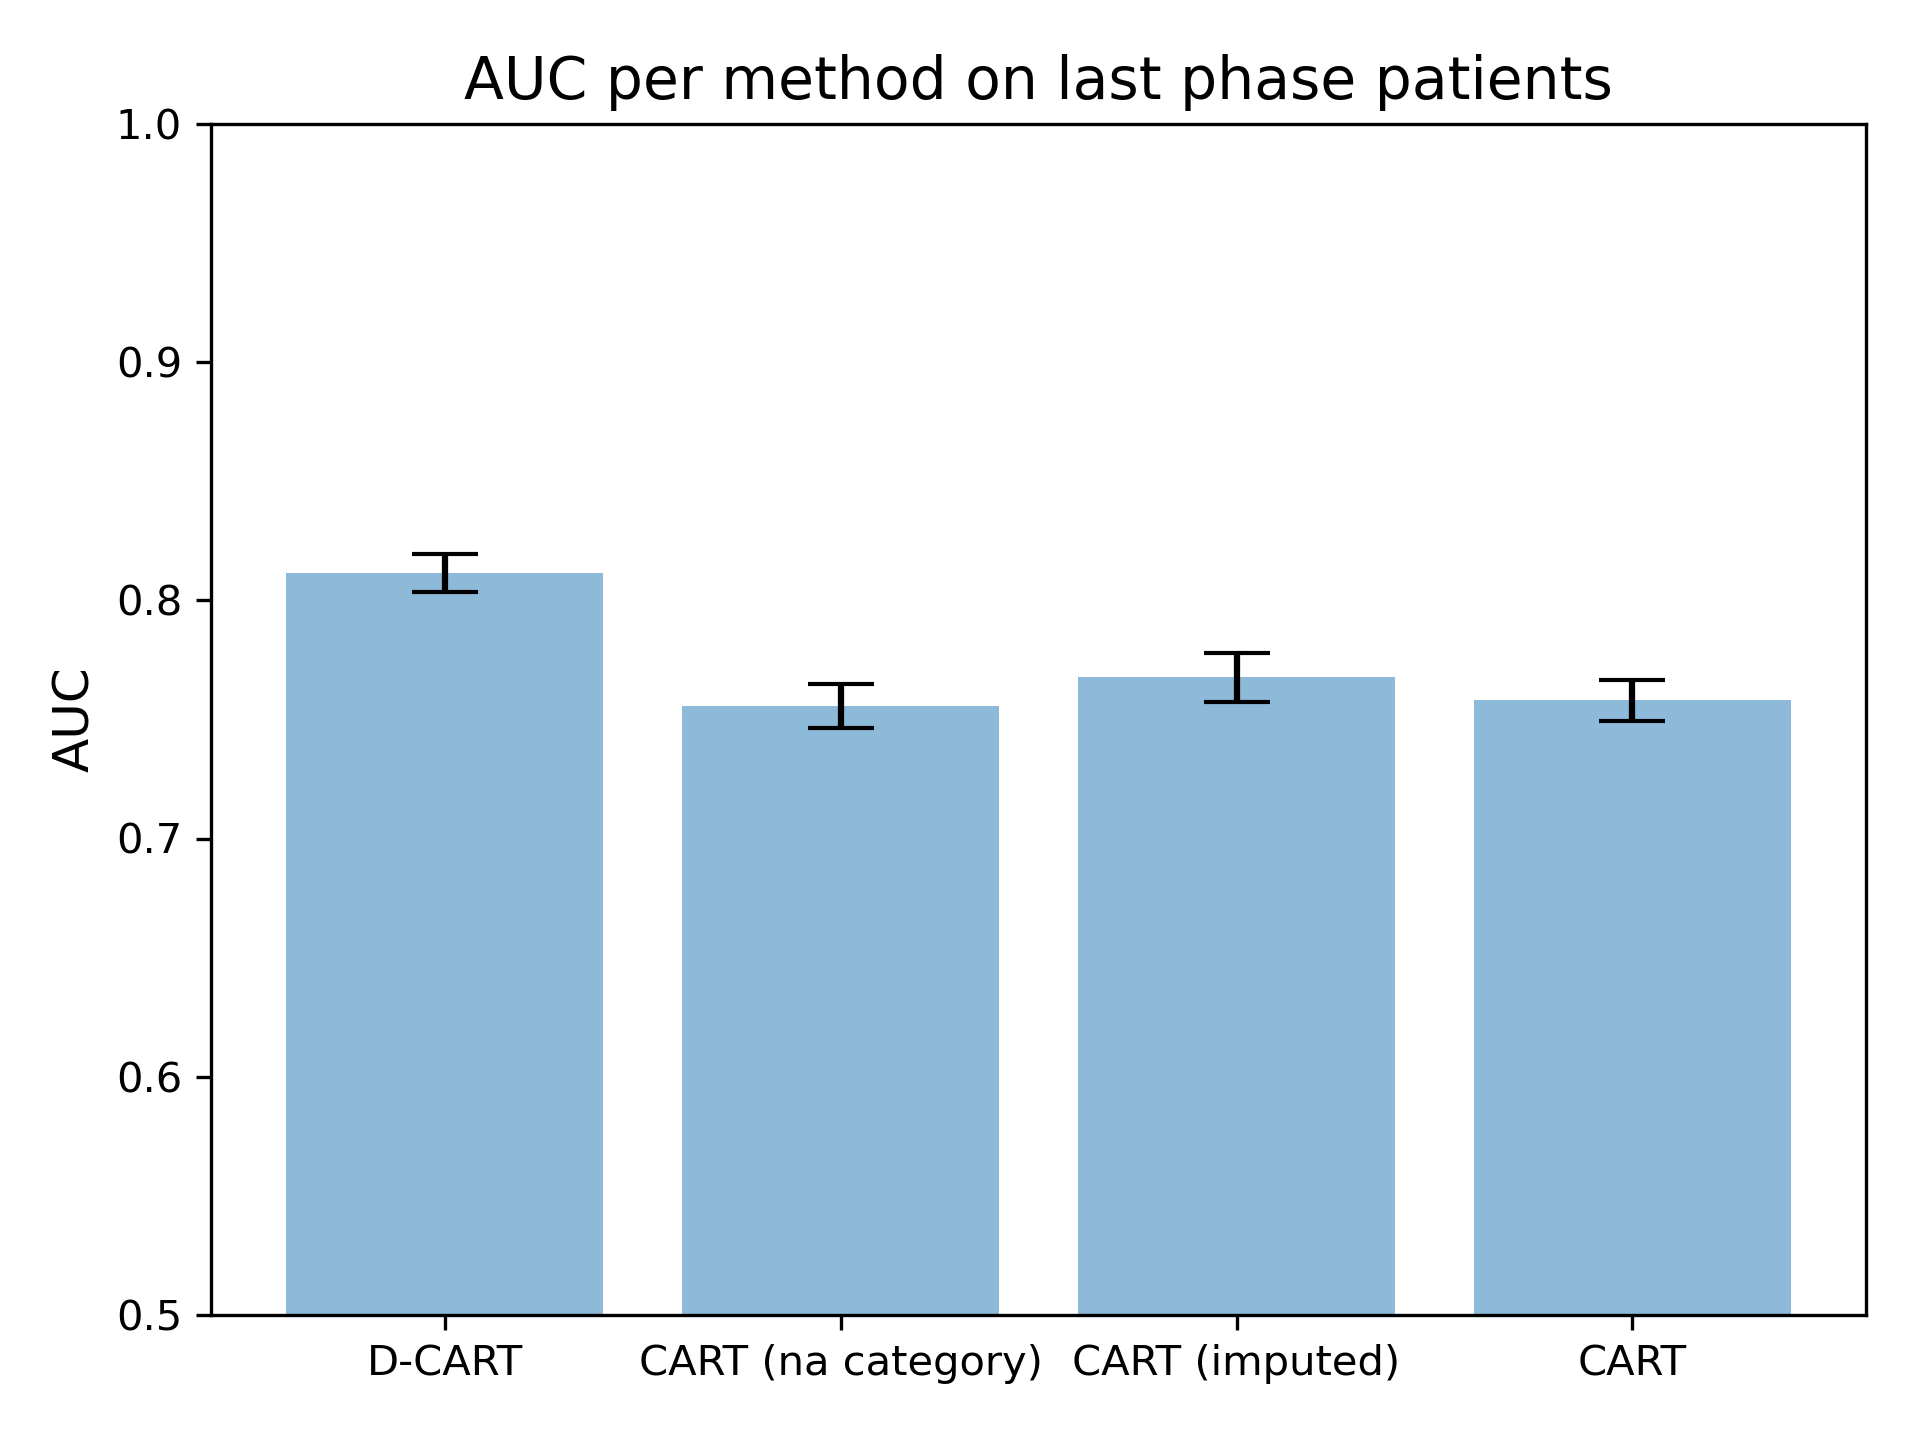 AUC per method on last phase patients
1.0
0.9
0.8
0.7
0.6
0.5
AUC
D-CART
CART (na category)
CART (imputed)
CART